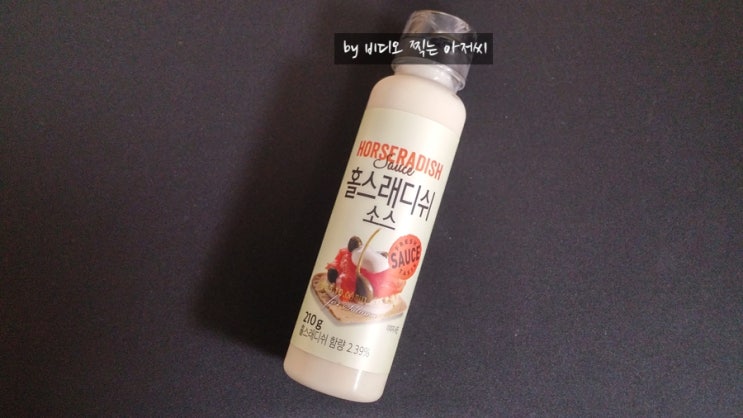 by 비디오 찍는 아저씨
HORSERADISH
Sauce
홀스래디쉬
소스
SAUCE
210g
홀스래디쉬 함량 2.39%